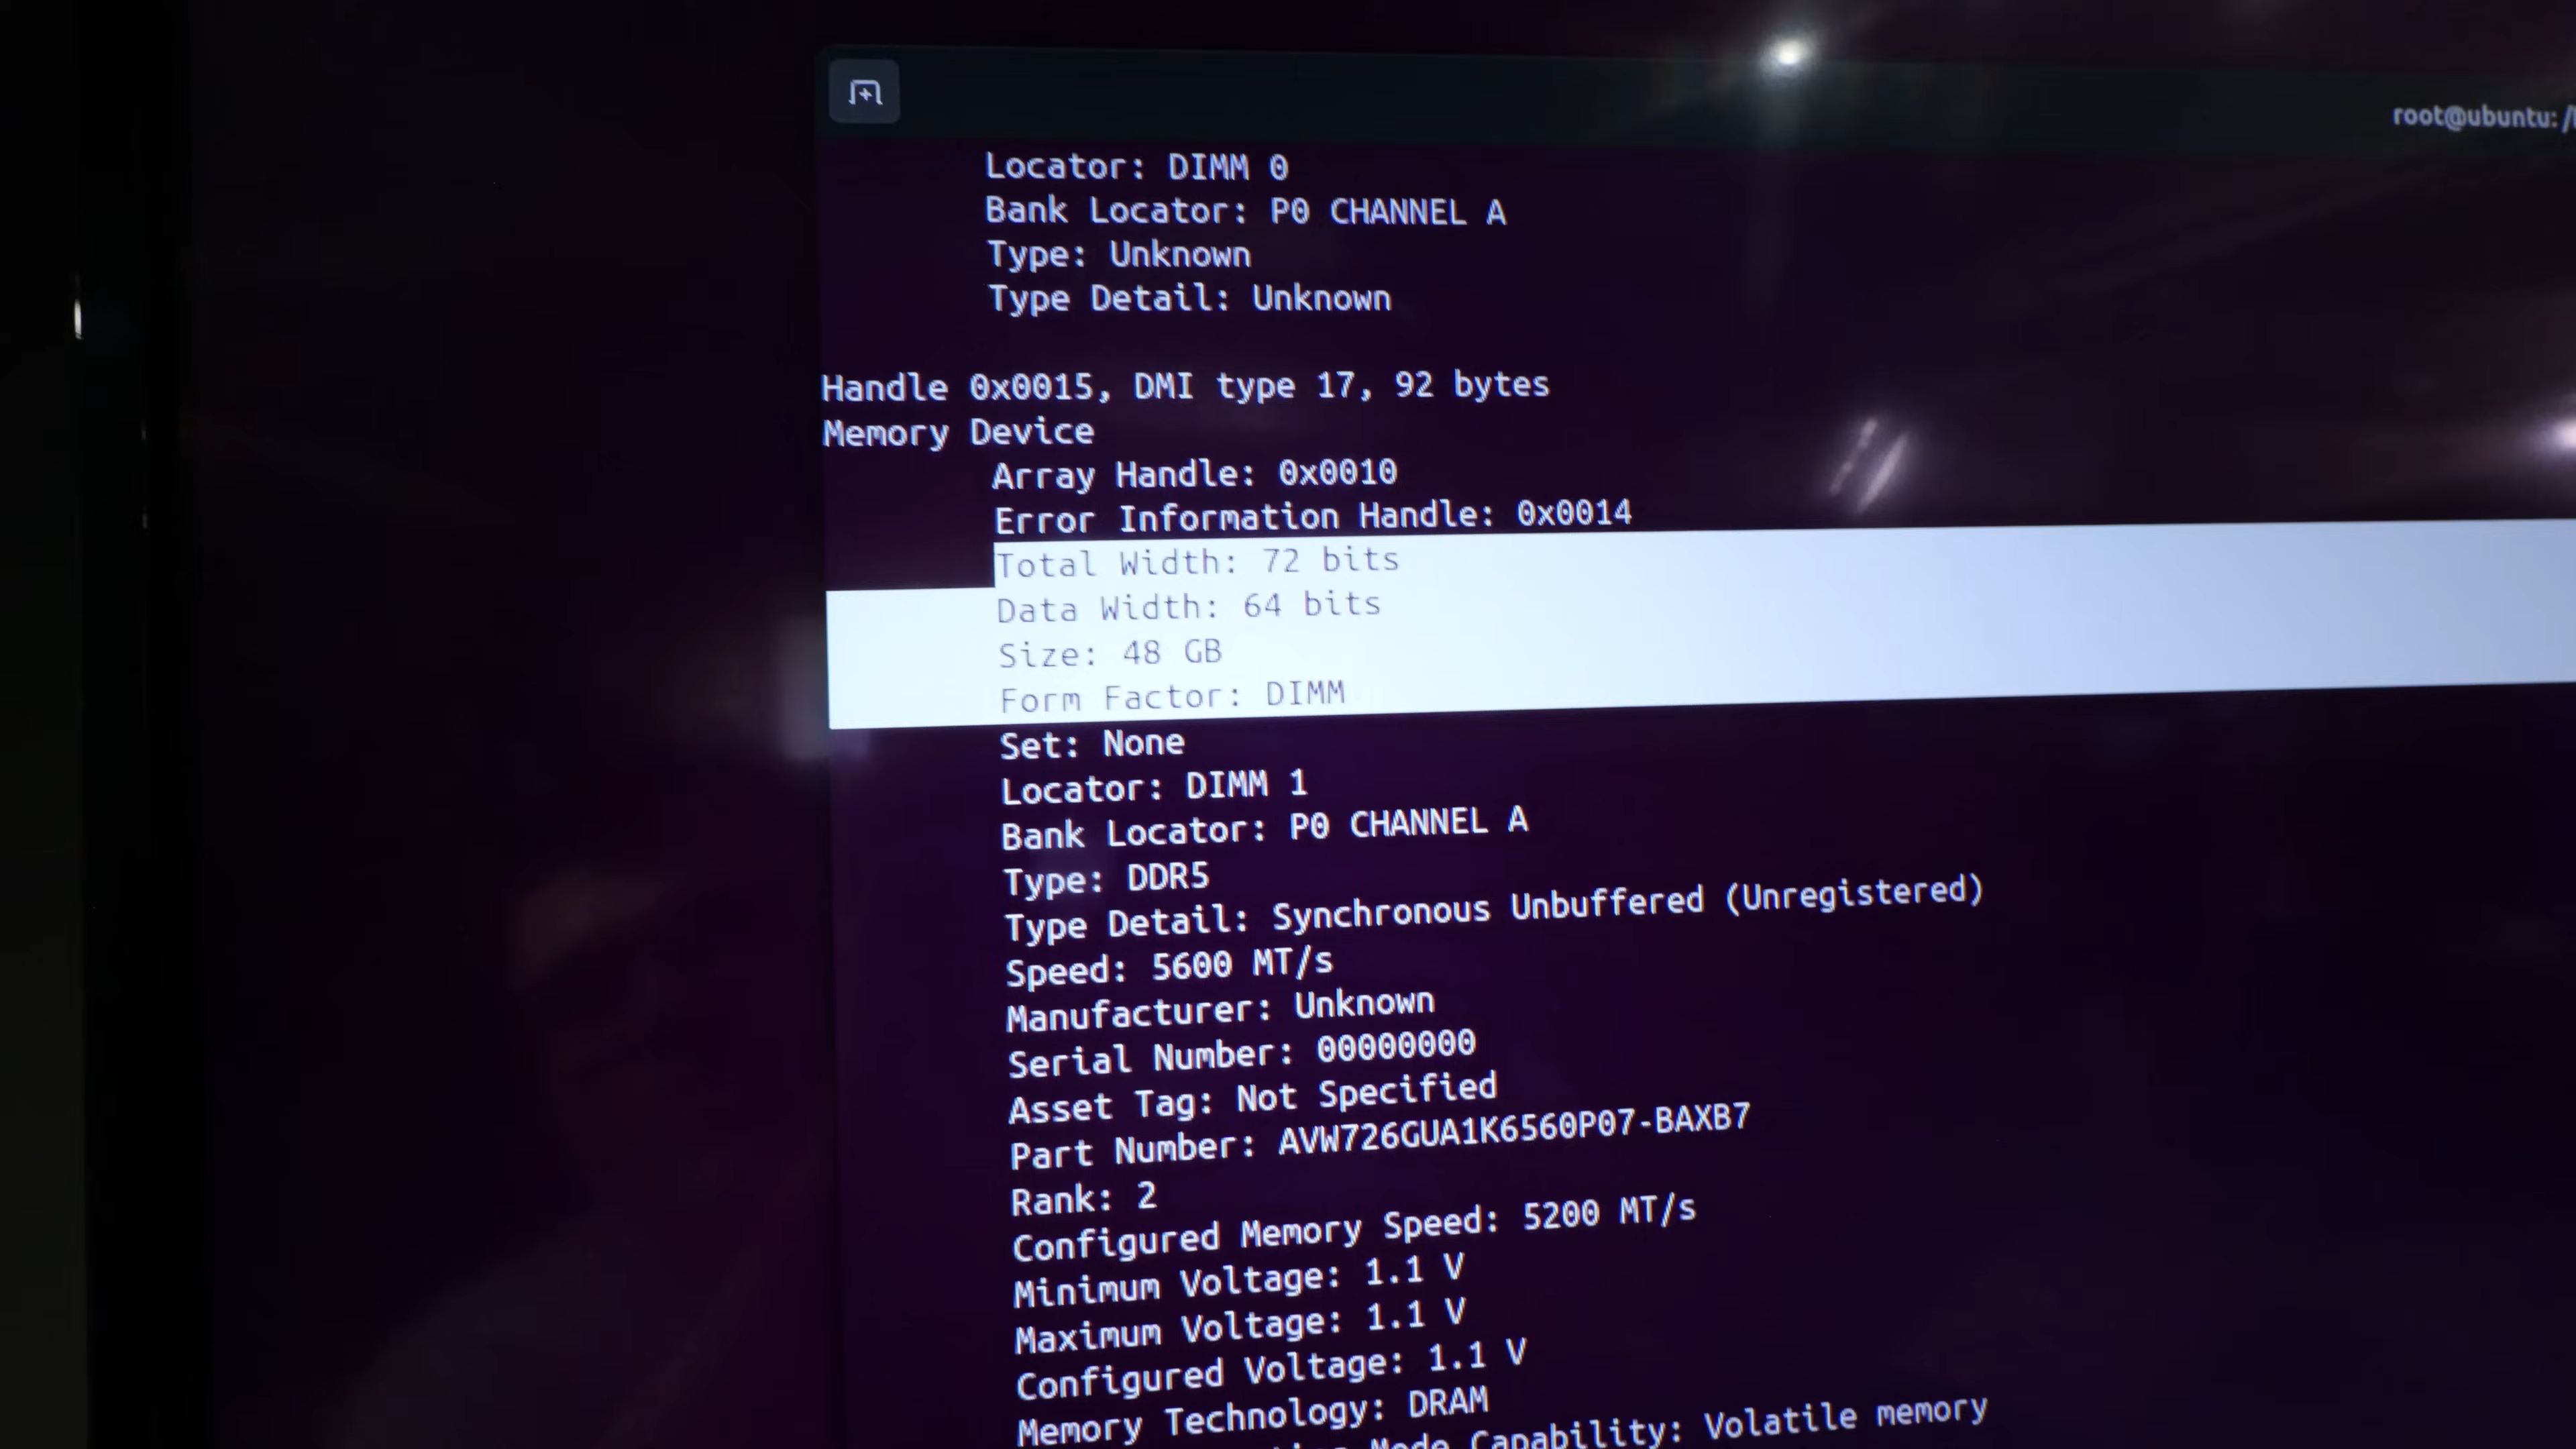 root@ubuntu: /
Locator: DIMM 0
Bank Locator: P0 CHANNEL A
Type: Unknown
Type Detail: Unknown
Handle 0x0015, DMI type 17, 92 bytes
Memory Device
Array Handle: 0x0010
Error Information Handle: 0x0014
Total Width: 72 bits
Data Width: 64 bits
Size: 48 GB
Form Factor: DIMM
Set: None
Locator: DIMM 1
Bank Locator: P0 CHANNEL A
Type: DDR5
Type Detail: Synchronous Unbuffered (Unregistered)
Speed: 5600 MT/s
Manufacturer: Unknown
Serial Number: 00000000
Asset Tag: Not Specified
Part Number: AVW726GUA1K6560P07-BAXB7
Rank: 2
Configured Memory Speed: 5200 MT/s
Minimum Voltage: 1.1 V
Maximum Voltage: 1.1 V
Configured Voltage: 1.1 V
Memory Technology: DRAM
Mode Capability: Volatile memory